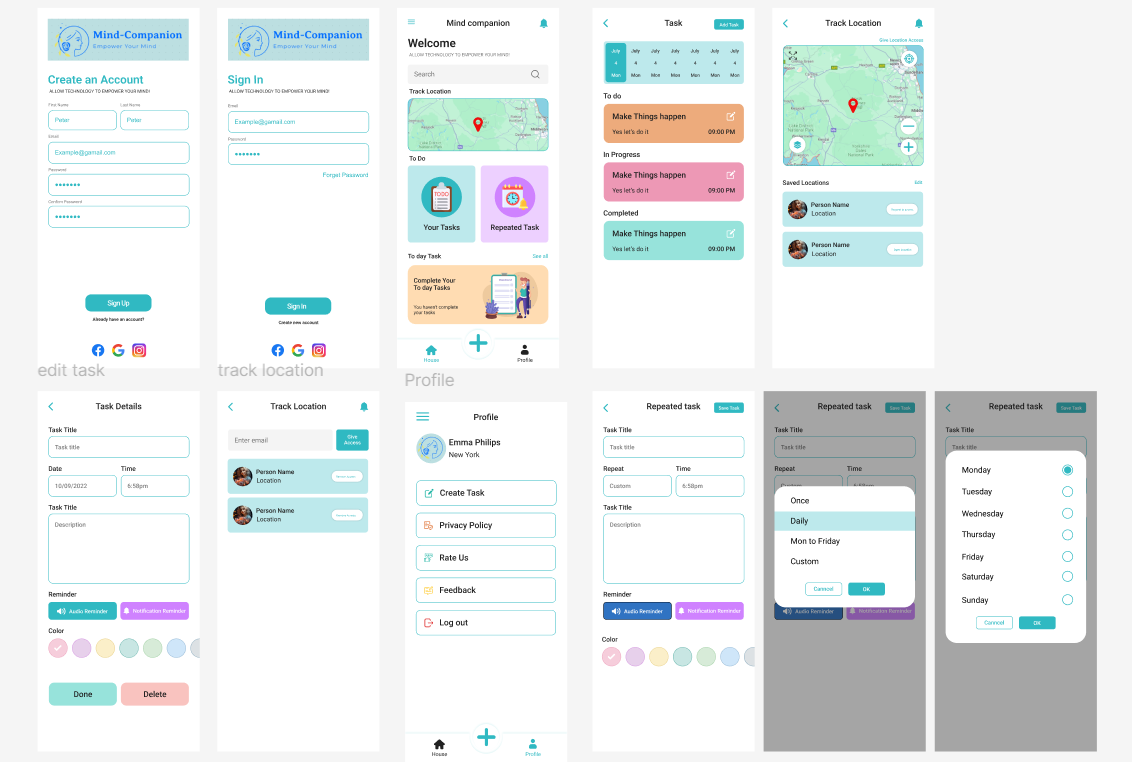 Mind-Companion
Empower Your Mind
Create an Account
ALLOW TECHNOLOGY TO EMPOWER YOUR MIND!
First Name
Last Name
Peter
Peter
Email
Example@gamail.com
Password
Confirm Password
Sign Up
Already have an account?
Mind-Companion
Empower Your Mind
Sign In
ALLOW TECHNOLOGY TO EMPOWER YOUR MIND!
Email
Example@gamail.com
Password
Forget Password
Sign In
Create new account
Mind companion
Welcome
ALLOW TECHNOLOGY TO EMPOWER YOUR MIND!
Search
Track Location
To Do
TO DO
Your Tasks
Repeated Task
To day Task
See all
Complete Your
To day Tasks
You haven't complete
your tasks
House
Profile
Task
Add Task
July July July July July July
4 4 4 4 4 4
Mon Mon Mon Mon Mon Mon
To do
Make Things happen
Yes let's do it
09:00 PM
In Progress
Make Things happen
Yes let's do it
09:00 PM
Completed
Make Things happen
Yes let's do it
09:00 PM
Track Location
Give Location Access
Saved Locations
Edit
Person Name
Location
Person Name
Location
edit task
track location
Profile
Task Details
Task Title
Task title
Date
Time
10/09/2022
6:58pm
Task Title
Description
Reminder
Audio Reminder
Notification Reminder
Color
Done
Delete
Track Location
Enter email
Give
Access
Person Name
Location
Person Name
Location
Profile
Emma Philips
New York
Create Task
Privacy Policy
Rate Us
Feedback
Log out
House
Profile
Repeated task
Save Task
Task Title
Task title
Repeat
Time
Custom
6:58pm
Task Title
Description
Reminder
Audio Reminder
Notification Reminder
Color
Repeated task
Save Task
Task Title
Task title
Repeat
Time
Once
Daily
Mon to Friday
Custom
Canncel
OK
Audio Reminder
Notification Reminder
Repeated task
Save Task
Task Title
Task title
Monday
Tuesday
Wednesday
Thursday
Friday
Saturday
Sunday
Canncel
OK